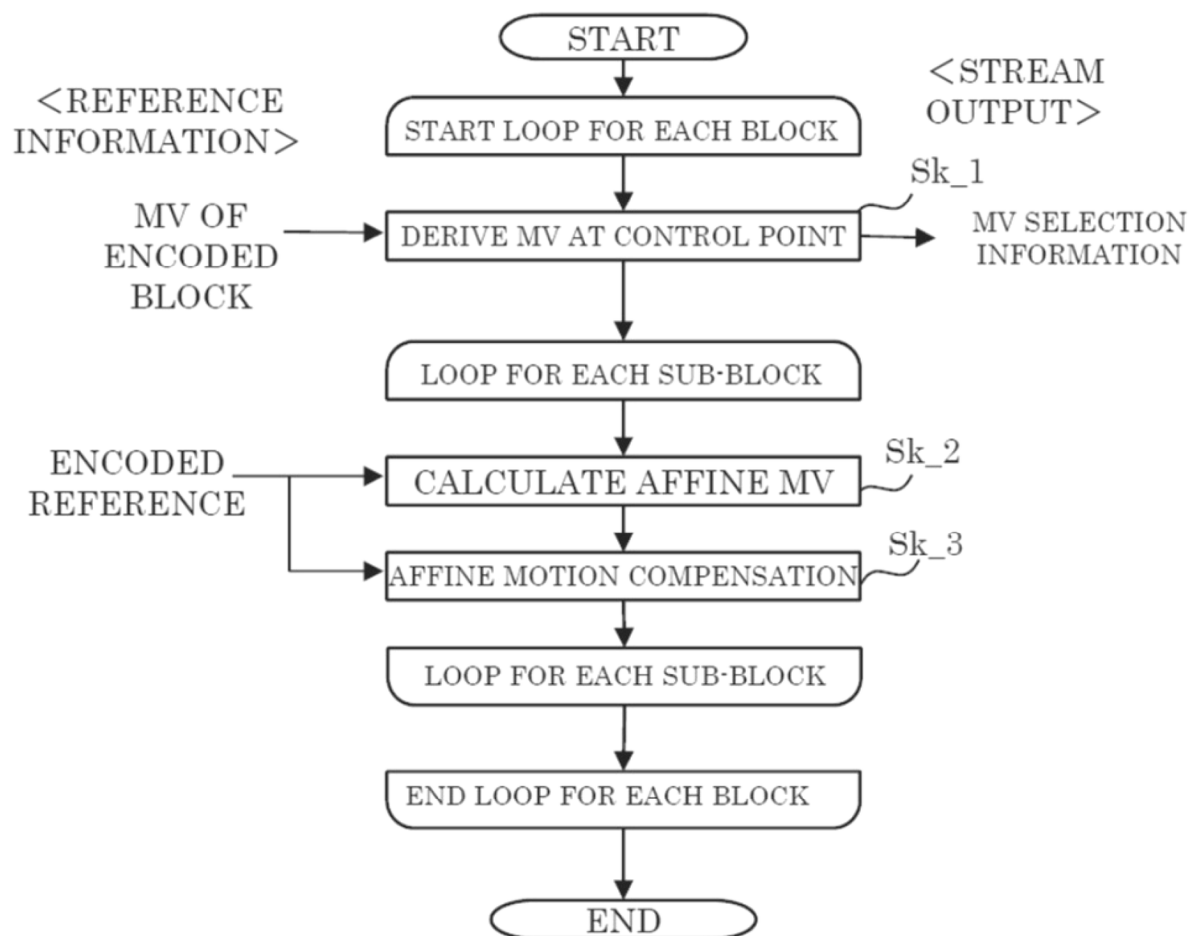 START
<REFERENCE
INFORMATION>
<STREAM
OUTPUT>
START LOOP FOR EACH BLOCK
Sk_1
MV OF
ENCODED
BLOCK
DERIVE MV AT CONTROL POINT
MV SELECTION
INFORMATION
LOOP FOR EACH SUB-BLOCK
ENCODED
REFERENCE
Sk_2
CALCULATE AFFINE MV
Sk_3
AFFINE MOTION COMPENSATION
LOOP FOR EACH SUB-BLOCK
END LOOP FOR EACH BLOCK
END